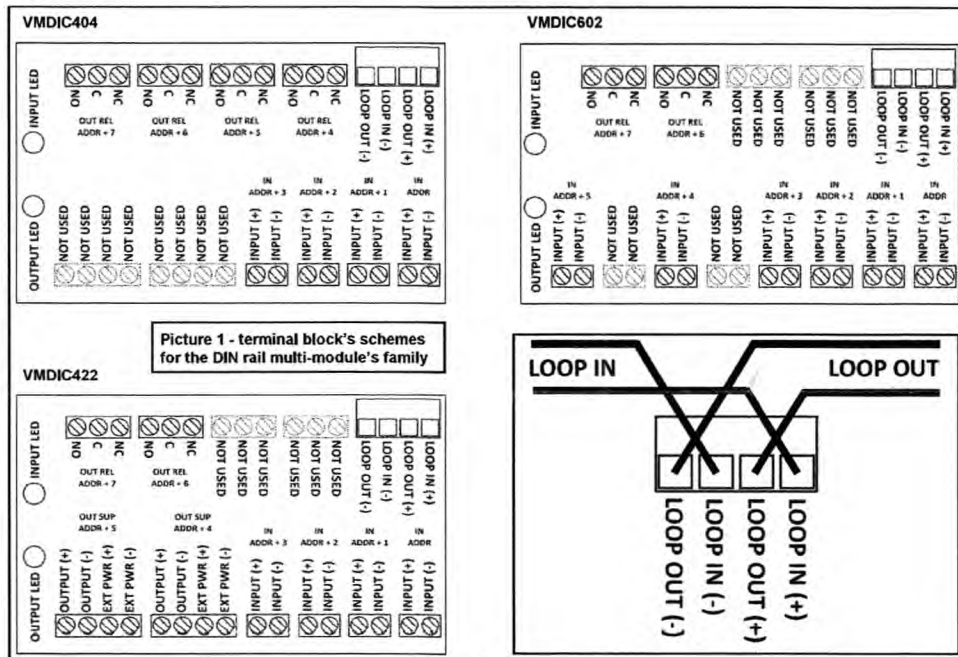 VMDIC404
INPUT LED
NO C NC
NO C NC
NO C NC
NO C NC
OUT REL ADDR + 7
OUT REL ADDR + 6
OUT REL ADDR + 5
OUT REL ADDR + 4
LOOP OUT (-)
LOOP IN (-)
LOOP OUT (+)
LOOP IN (+)
OUTPUT LED
NOT USED
NOT USED
NOT USED
NOT USED
NOT USED
NOT USED
NOT USED
NOT USED
IN ADDR + 3
IN ADDR + 2
IN ADDR + 1
IN ADDR
INPUT (+)
INPUT (-)
INPUT (+)
INPUT (-)
INPUT (+)
INPUT (-)
INPUT (+)
INPUT (-)
VMDIC602
INPUT LED
NO C NC
NO C NC
NOT USED
NOT USED
NOT USED
NOT USED
NOT USED
NOT USED
OUT REL ADDR + 7
OUT REL ADDR + 6
LOOP OUT (-)
LOOP IN (-)
LOOP OUT (+)
LOOP IN (+)
OUTPUT LED
IN ADDR + 5
IN ADDR + 4
IN ADDR + 3
IN ADDR + 2
IN ADDR + 1
IN ADDR
INPUT (+)
INPUT (-)
NOT USED
NOT USED
INPUT (+)
INPUT (-)
NOT USED
NOT USED
INPUT (+)
INPUT (-)
INPUT (+)
INPUT (-)
INPUT (+)
INPUT (-)
INPUT (+)
INPUT (-)
Picture 1 - terminal block's schemes
for the DIN rail multi-module's family
VMDIC422
INPUT LED
NO C NC
NO C NC
NOT USED
NOT USED
NOT USED
NOT USED
NOT USED
NOT USED
OUT REL ADDR + 7
OUT REL ADDR + 6
LOOP OUT (-)
LOOP IN (-)
LOOP OUT (+)
LOOP IN (+)
OUTPUT LED
OUT SUP ADDR + 5
OUT SUP ADDR + 4
IN ADDR + 3
IN ADDR + 2
IN ADDR + 1
IN ADDR
OUTPUT (+)
OUTPUT (-)
EXT PWR (+)
EXT PWR (-)
OUTPUT (+)
OUTPUT (-)
EXT PWR (+)
EXT PWR (-)
INPUT (+)
INPUT (-)
INPUT (+)
INPUT (-)
INPUT (+)
INPUT (-)
INPUT (+)
INPUT (-)
LOOP IN
LOOP OUT
LOOP OUT (-)
LOOP IN (-)
LOOP OUT (+)
LOOP IN (+)